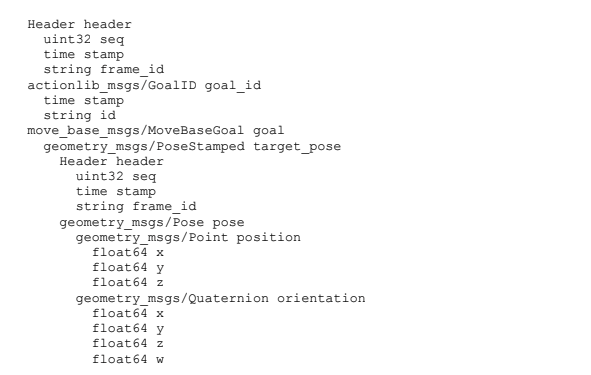 Header header
  uint32 seq
  time stamp
  string frame_id
actionlib_msgs/GoalID goal_id
  time stamp
  string id
move_base_msgs/MoveBaseGoal goal
  geometry_msgs/PoseStamped target_pose
    Header header
      uint32 seq
      time stamp
      string frame_id
    geometry_msgs/Pose pose
      geometry_msgs/Point position
        float64 x
        float64 y
        float64 z
      geometry_msgs/Quaternion orientation
        float64 x
        float64 y
        float64 z
        float64 w